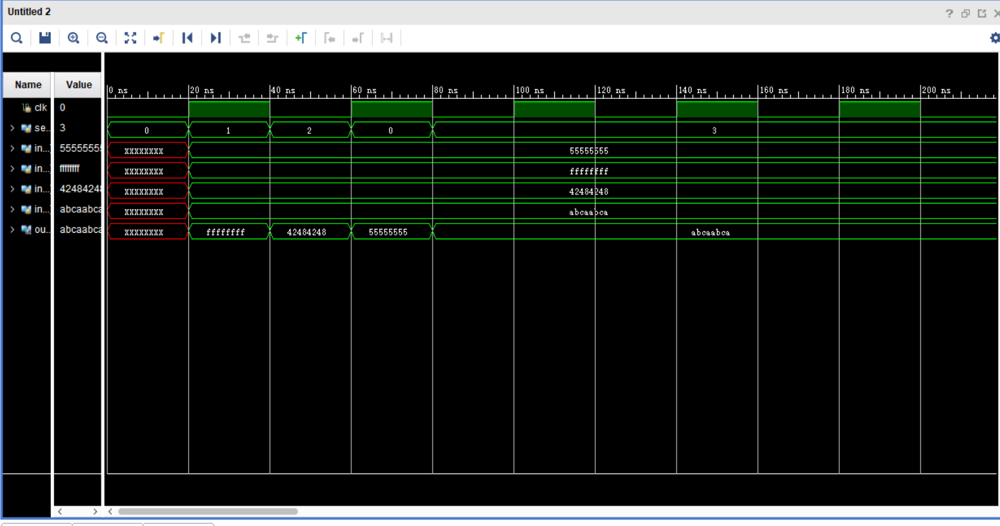 Untitled 2
Name Value
0 ns 20 ns 40 ns 60 ns 80 ns 100 ns 120 ns 140 ns 160 ns 180 ns 200 ns
clk 0
se.. 3 0 1 2 0 3
in...] 55555555 XXXXXXXX 55555555
in...] ffffffff XXXXXXXX ffffffff
in...] 42484248 XXXXXXXX 42484248
in...] abcaabca XXXXXXXX abcaabca
ou.. abcaabca XXXXXXXX ffffffff 42484248 55555555 abcaabca